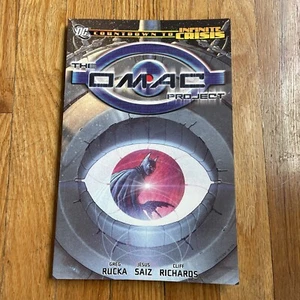 DC
COUNTDOWN TO INFINITE CRISIS
THE
OMAC
PROJECT
GREG RUCKA
JESUS SAIZ
CLIFF RICHARDS